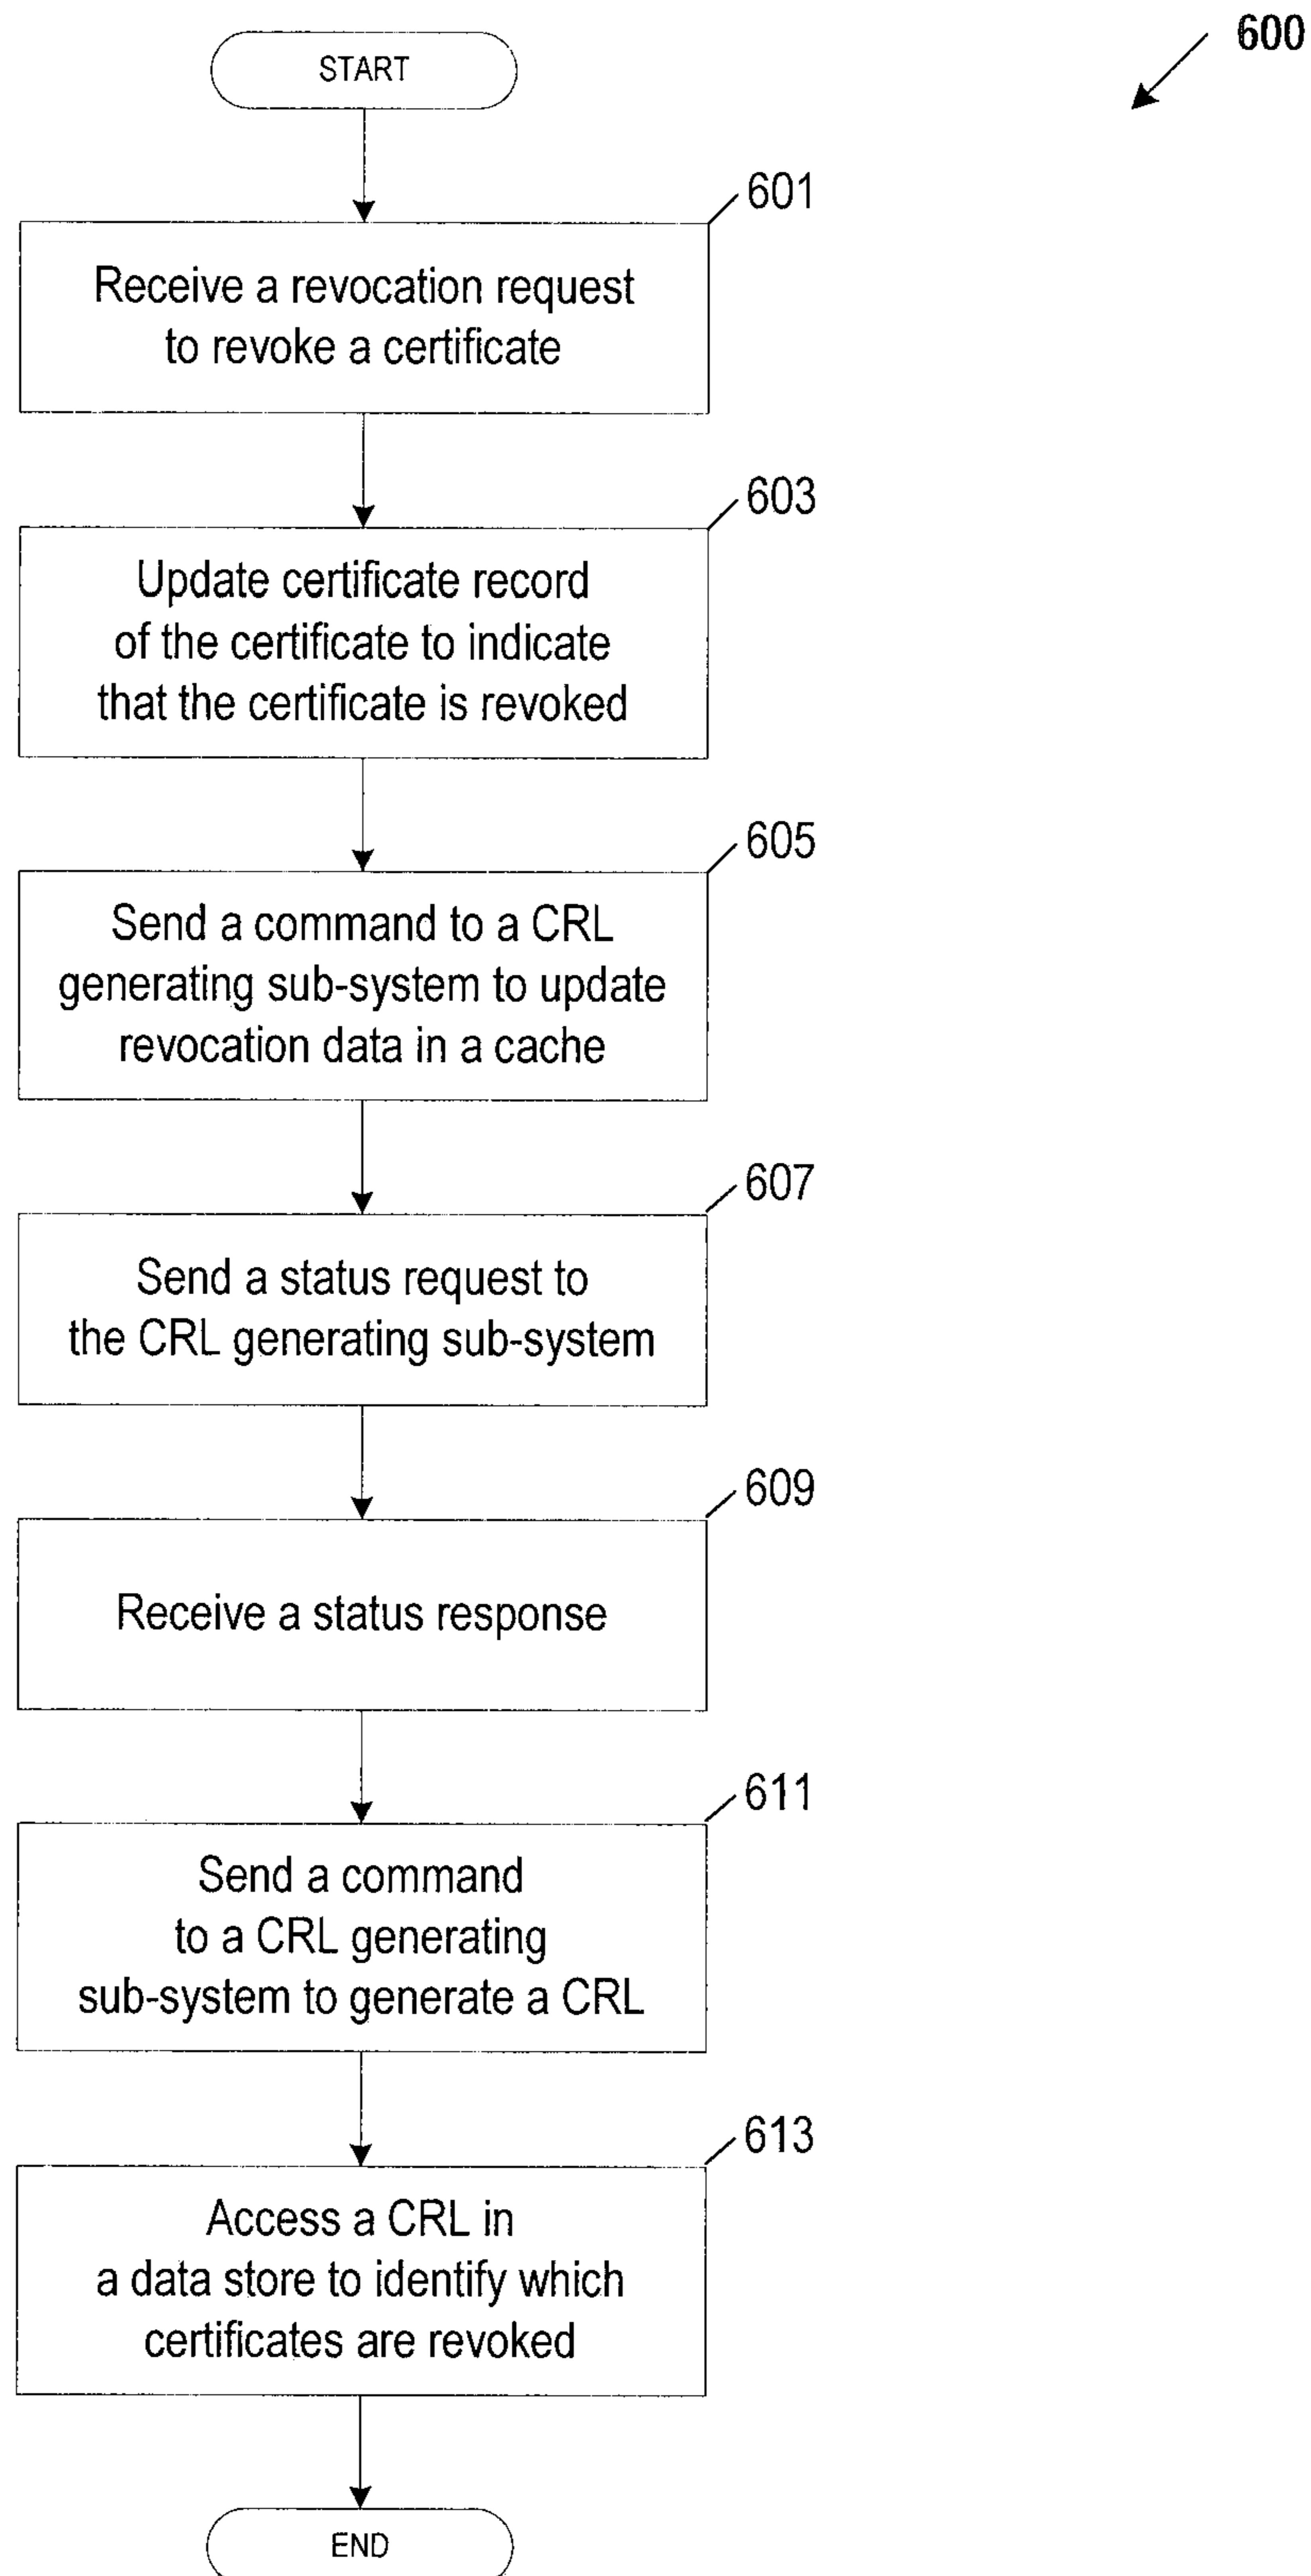 600
START
601
Receive a revocation request
to revoke a certificate
603
Update certificate record
of the certificate to indicate
that the certificate is revoked
605
Send a command to a CRL
generating sub-system to update
revocation data in a cache
607
Send a status request to
the CRL generating sub-system
609
Receive a status response
611
Send a command
to a CRL generating
sub-system to generate a CRL
613
Access a CRL in
a data store to identify which
certificates are revoked
END